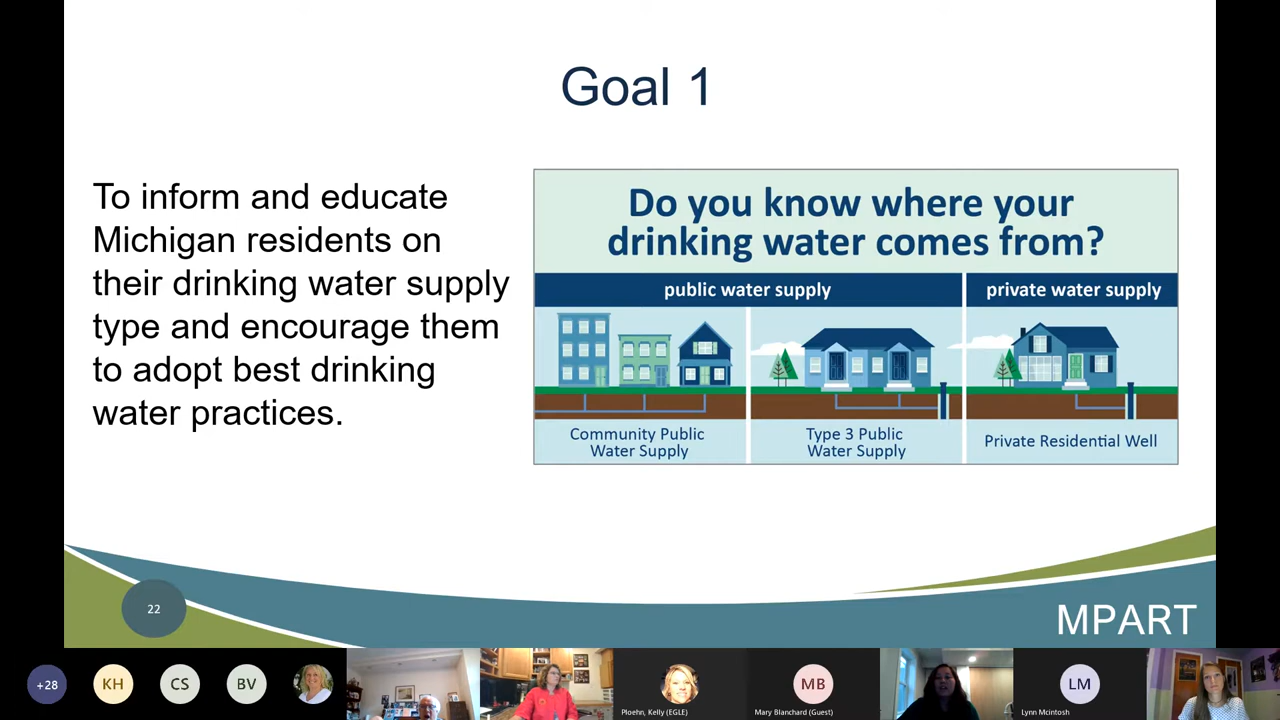 Goal 1
To inform and educate
Michigan residents on
their drinking water supply
type and encourage them
to adopt best drinking
water practices.
Do you know where your
drinking water comes from?
public water supply
private water supply
Community Public
Water Supply
Type 3 Public
Water Supply
Private Residential Well
22
MPART
+28
KH
CS
BV
Ploehn, Kelly (EGLE)
MB
Mary Blanchard (Guest)
LM
Lynn Mcintosh